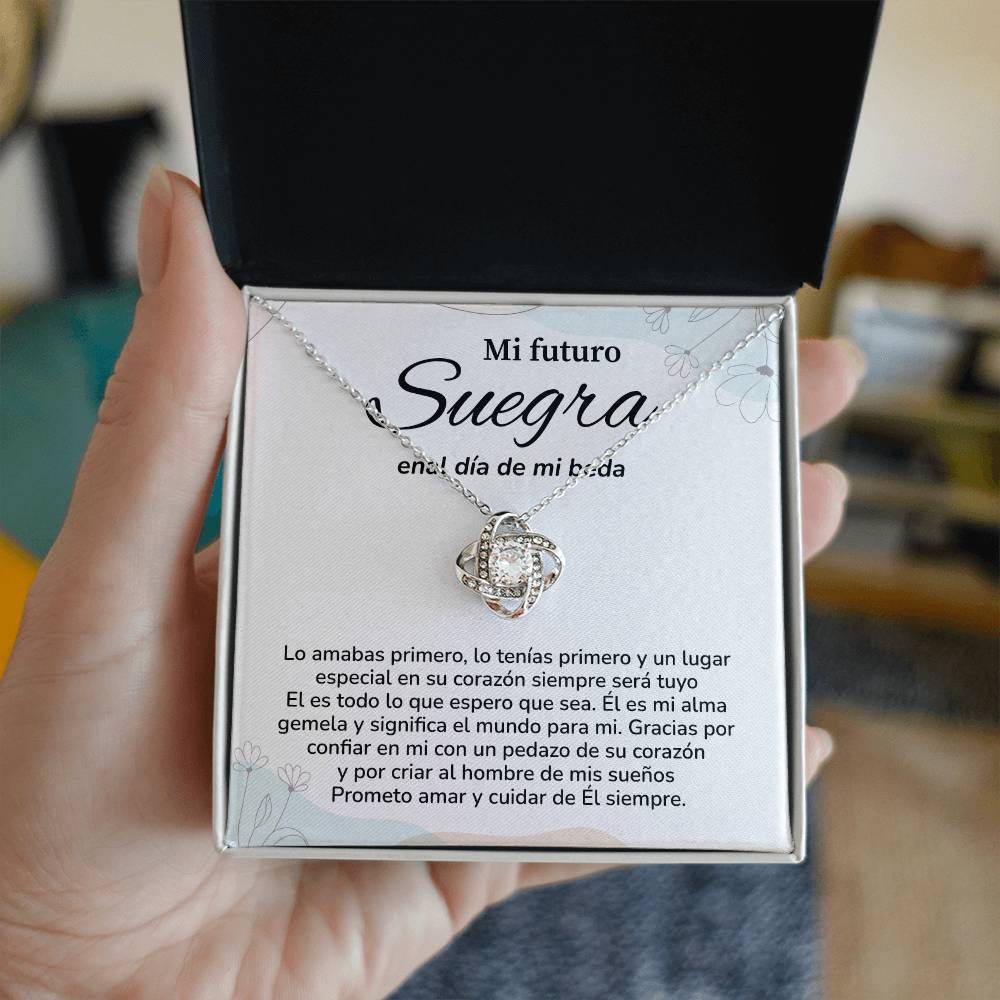 Mi futuro
Suegra
enal día de mi beda
Lo amabas primero, lo tenías primero y un lugar
especial en su corazón siempre será tuyo
El es todo lo que espero que sea. Él es mi alma
gemela y significa el mundo para mi. Gracias por
confiar en mi con un pedazo de su corazón
y por criar al hombre de mis sueños
Prometo amar y cuidar de Él siempre.